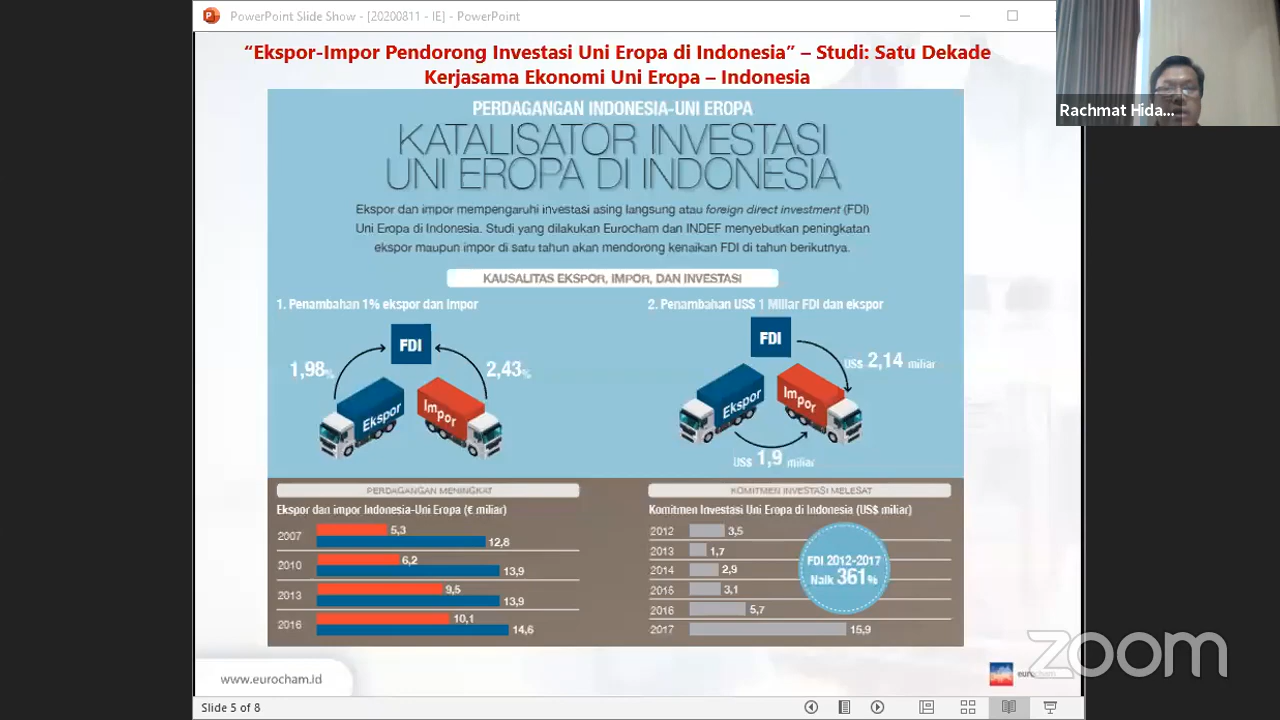 PowerPoint Slide Show - [20200811 - IE] - PowerPoint
“Ekspor-Impor Pendorong Investasi Uni Eropa di Indonesia” – Studi: Satu Dekade
Kerjasama Ekonomi Uni Eropa – Indonesia
Rachmat Hida...
PERDAGANGAN INDONESIA-UNI EROPA
KATALISATOR INVESTASI
UNI EROPA DI INDONESIA
Ekspor dan impor mempengaruhi investasi asing langsung atau foreign direct investment (FDI)
Uni Eropa di Indonesia. Studi yang dilakukan Eurocham dan INDEF menyebutkan peningkatan
ekspor maupun impor di satu tahun akan mendorong kenaikan FDI di tahun berikutnya.
KAUSALITAS EKSPOR, IMPOR, DAN INVESTASI
1. Penambahan 1% ekspor dan impor
FDI
1,98%
2,43%
Ekspor
Impor
2. Penambahan US$ 1 Miliar FDI dan ekspor
FDI
US$ 2,14 miliar
Ekspor
Impor
US$ 1,9 miliar
PERDAGANGAN MENINGKAT
Ekspor dan impor Indonesia-Uni Eropa (€ miliar)
2007
5,3
12,8
2010
6,2
13,9
2013
9,5
13,9
2016
10,1
14,6
KOMITMEN INVESTASI MELESAT
Komitmen Investasi Uni Eropa di Indonesia (US$ miliar)
2012 3,5
2013 1,7
2014 2,9
2015 3,1
2016 5,7
2017 15,9
FDI 2012-2017
Naik 361%
www.eurocham.id
zoom
Slide 5 of 8